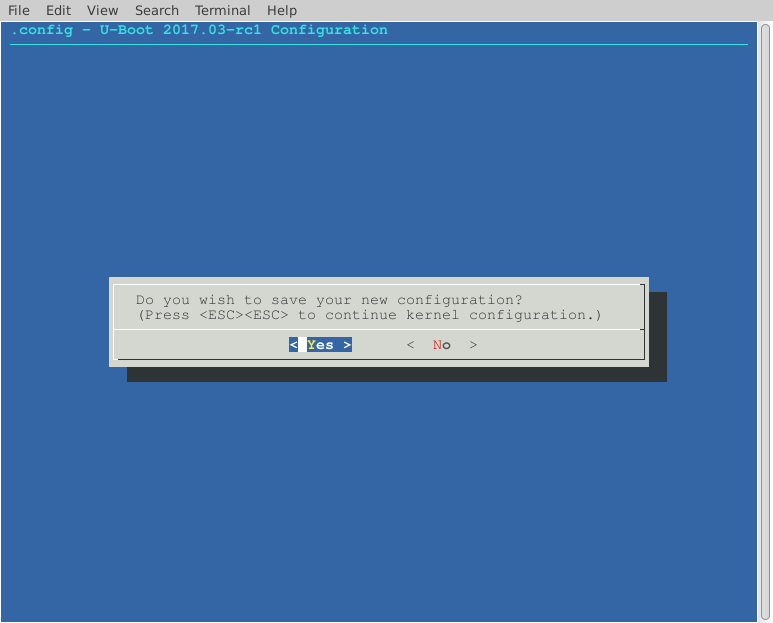 File Edit View Search Terminal Help
.config - U-Boot 2017.03-rc1 Configuration
Do you wish to save your new configuration?
(Press <ESC><ESC> to continue kernel configuration.)
< Yes > < No >